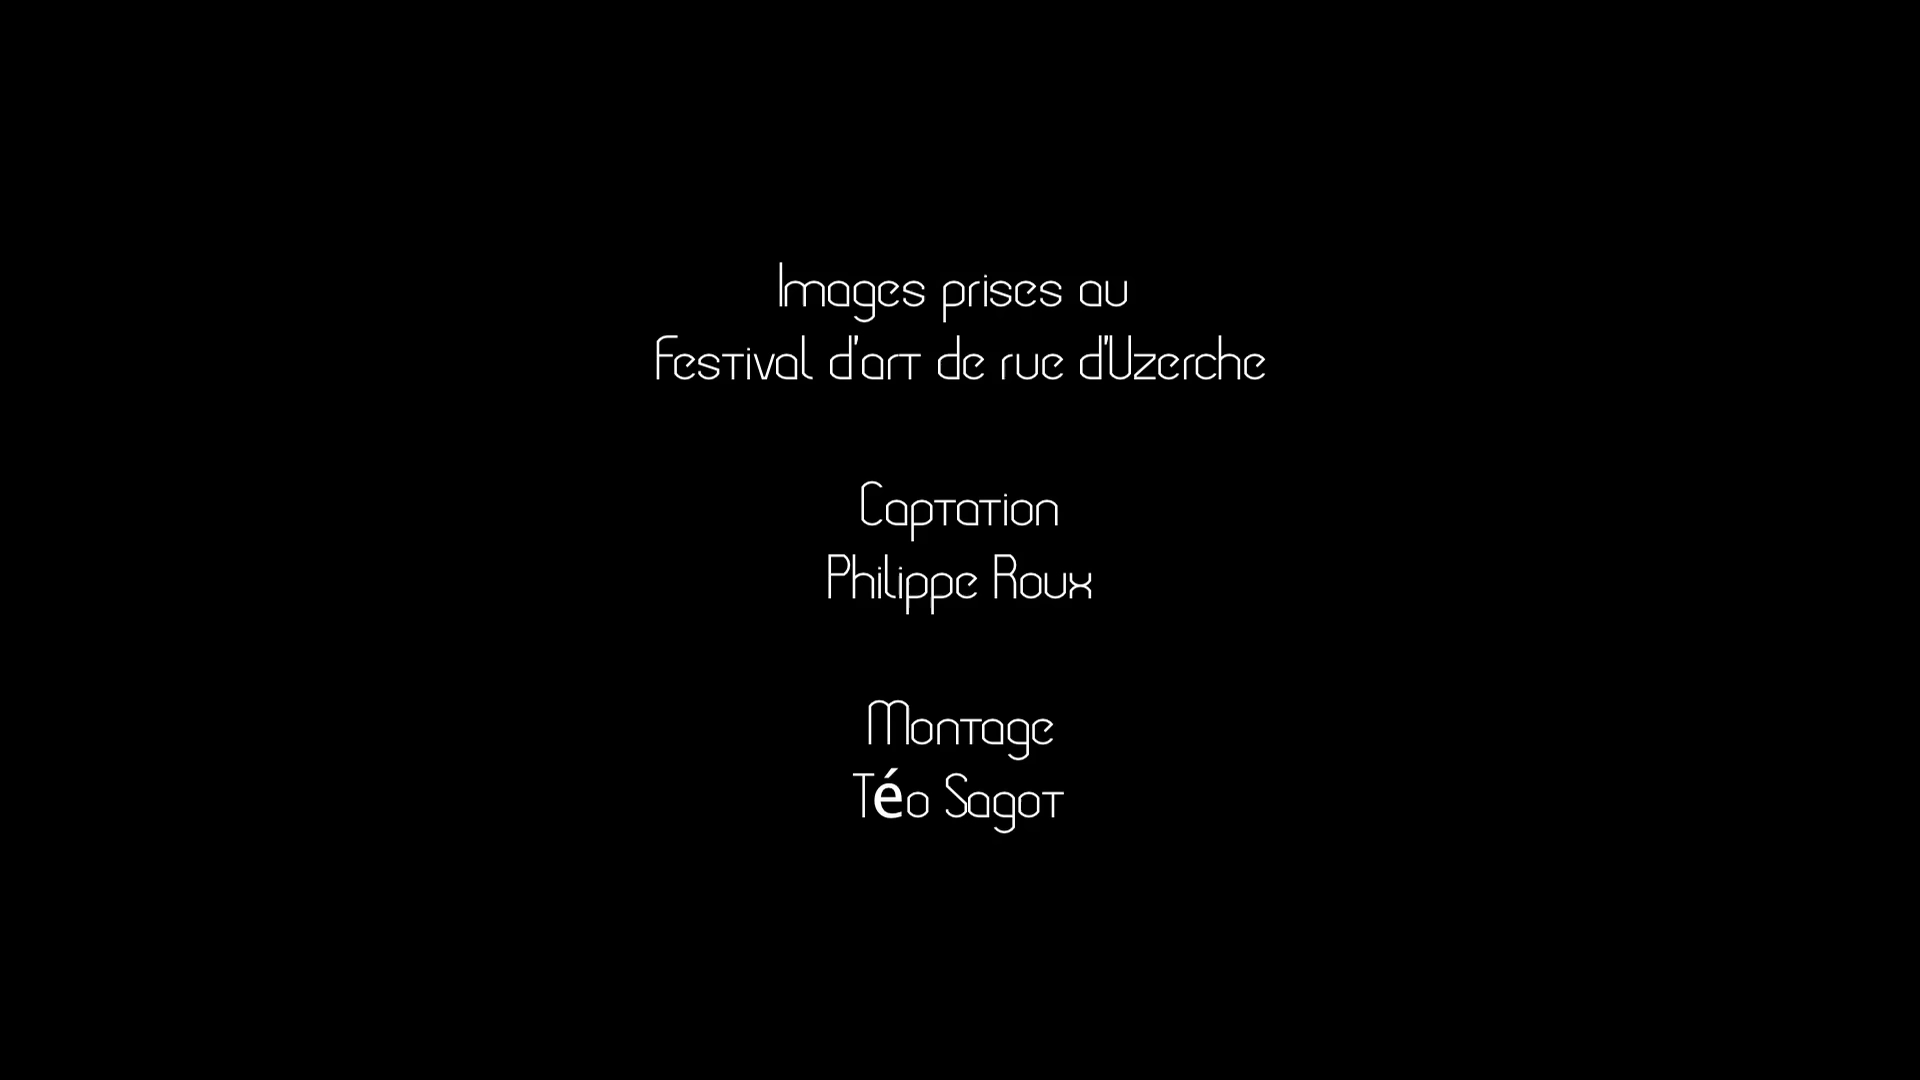 Images prises au
Festival d'art de rue d'Uzerche
Captation
Philippe Roux
Montage
Téo Sagot